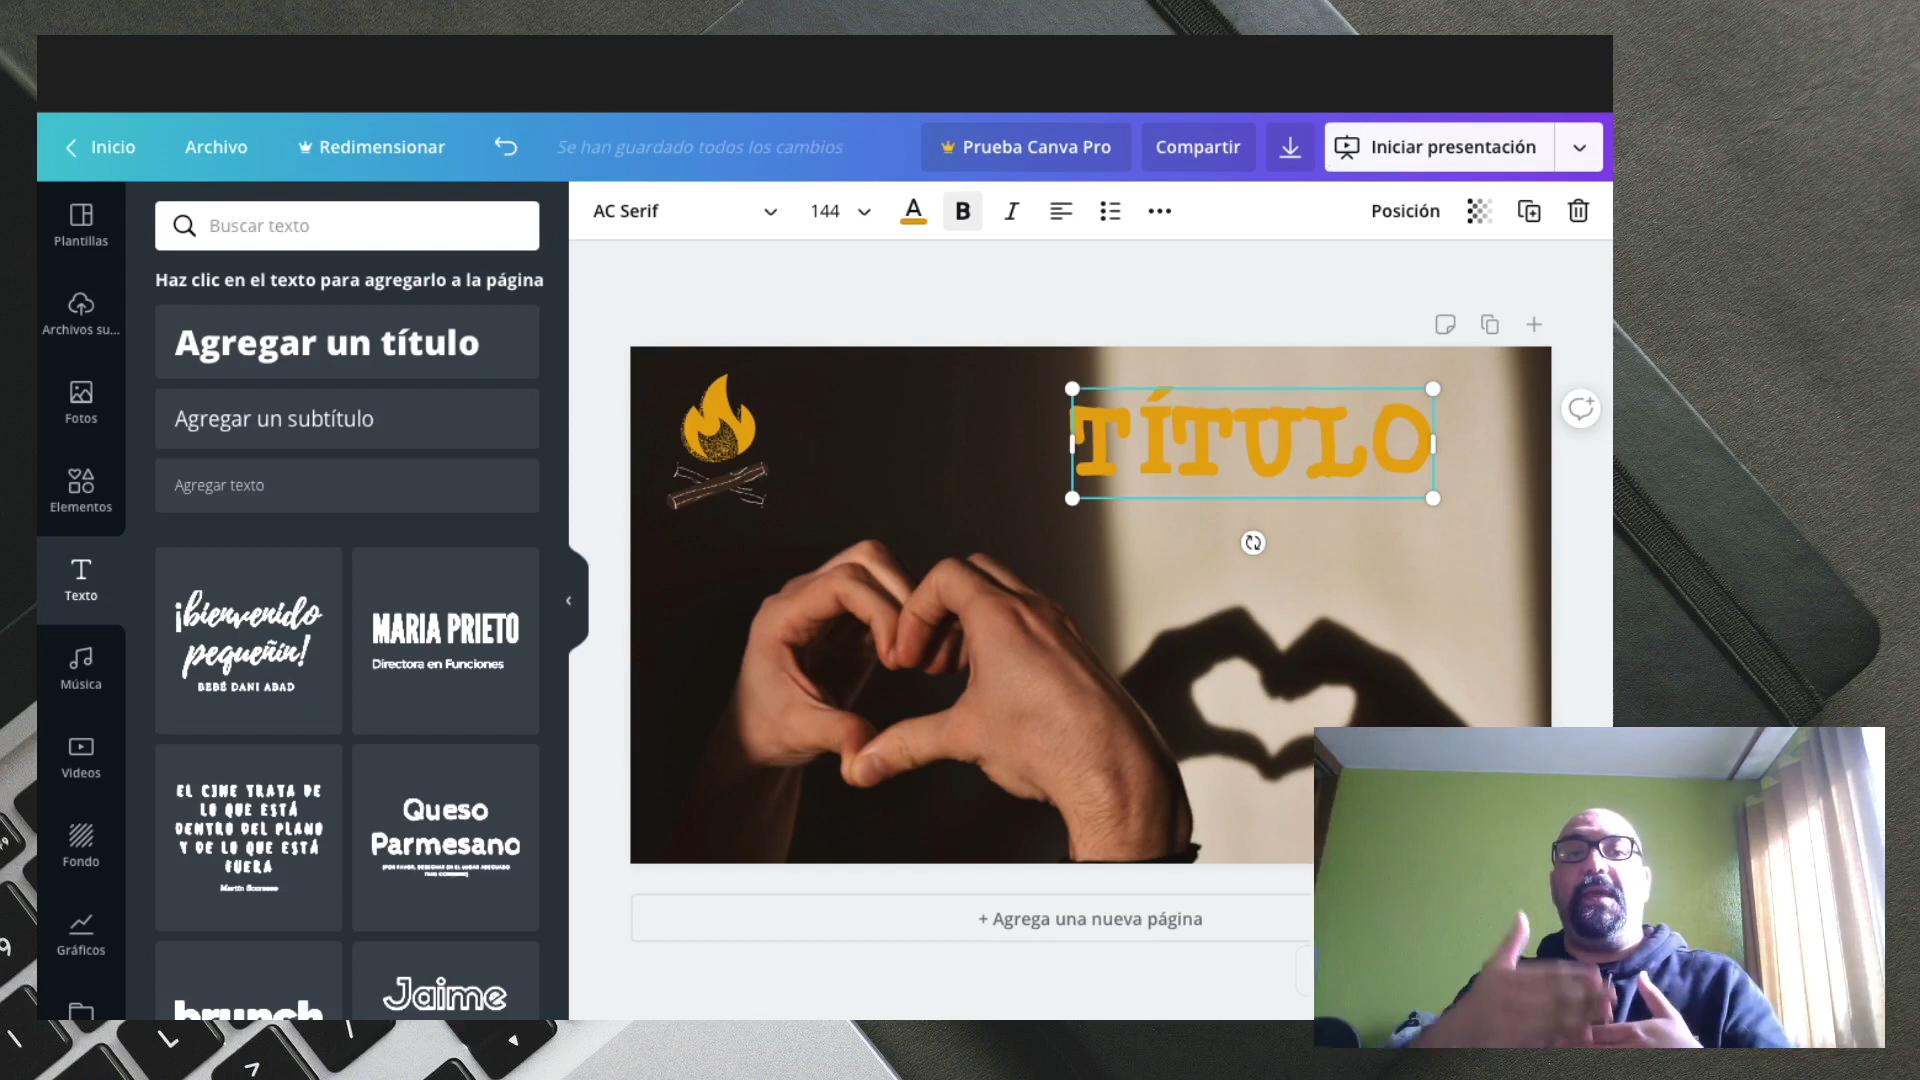 Inicio
Archivo
Redimensionar
Se han guardado todos los cambios
Prueba Canva Pro
Compartir
Iniciar presentación
AC Serif
144
A
B
I
Posición
Plantillas
Archivos su...
Fotos
Elementos
Texto
Música
Videos
Fondo
Gráficos
Buscar texto
Haz clic en el texto para agregarlo a la página
Agregar un título
Agregar un subtítulo
Agregar texto
¡bienvenido
pequeñín!
BEBÉ DANI ABAD
MARIA PRIETO
Directora en Funciones
EL CINE TRATA DE
LO QUE ESTÁ
DENTRO DEL PLANO
Y DE LO QUE ESTÁ
FUERA
Martin Scorsese
Queso
Parmesano
brunch
Jaime
TÍTULO
+ Agrega una nueva página